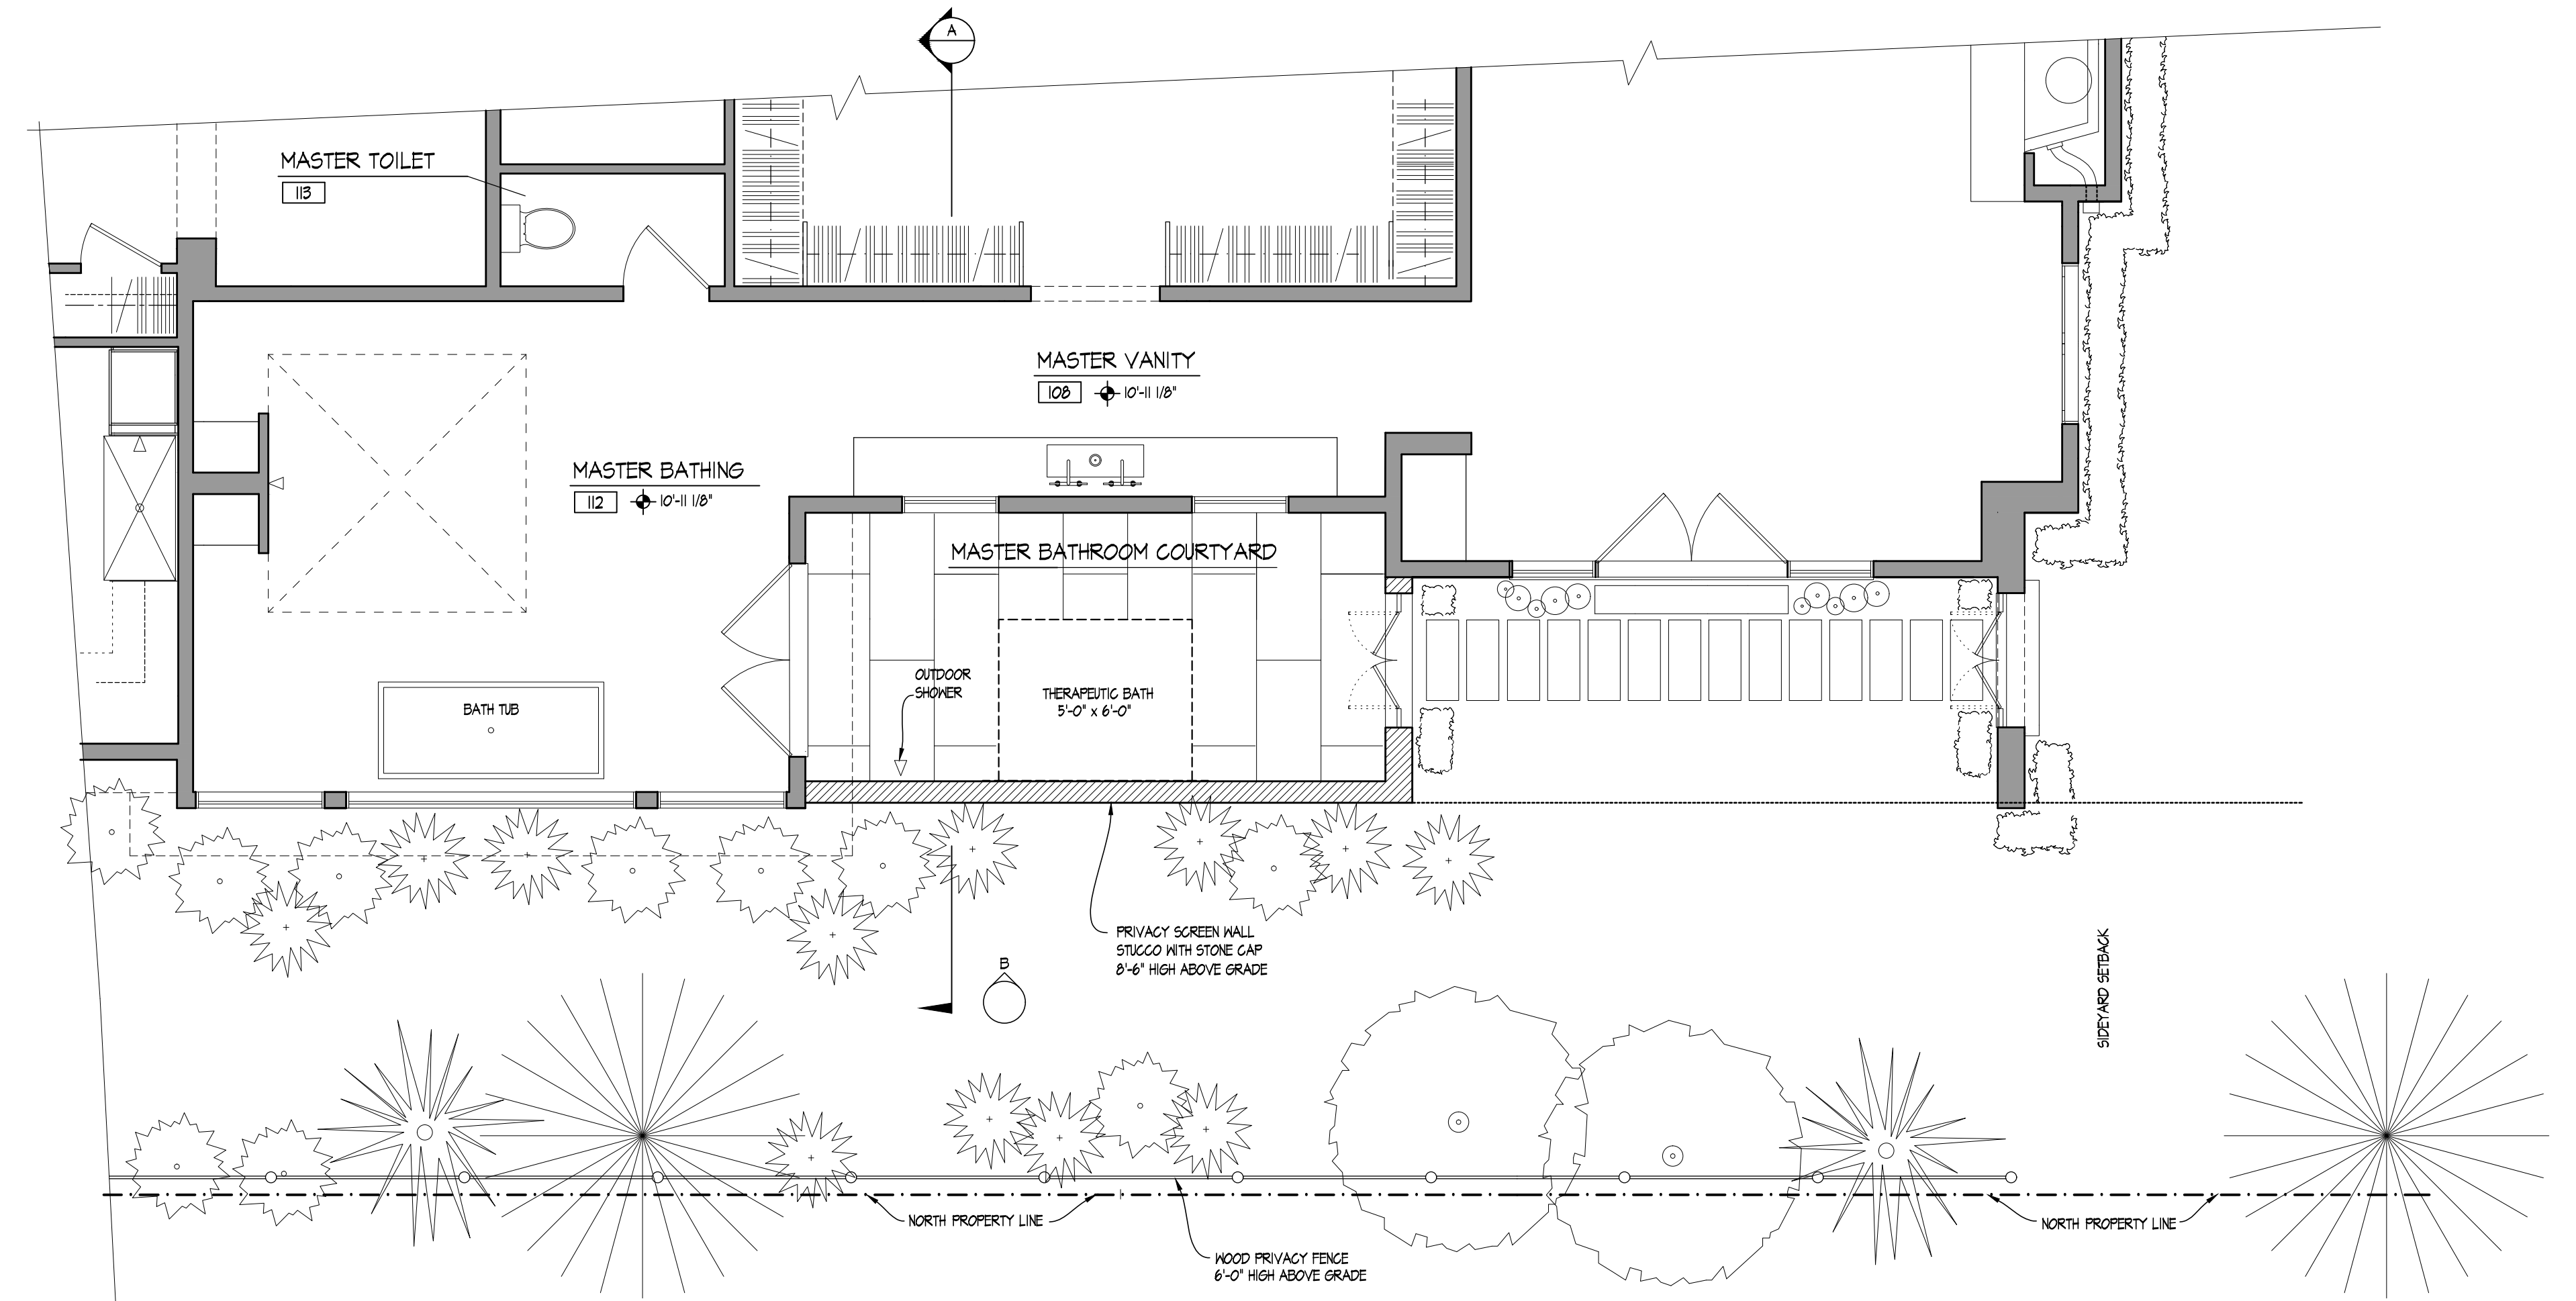 A
MASTER TOILET
113
MASTER VANITY
108
10'-11 1/8"
MASTER BATHING
112
10'-11 1/8"
MASTER BATHROOM COURTYARD
OUTDOOR
SHOWER
THERAPEUTIC BATH
5'-0" x 6'-0"
BATH TUB
PRIVACY SCREEN WALL
STUCCO WITH STONE CAP
8'-6" HIGH ABOVE GRADE
B
SIDEYARD SETBACK
NORTH PROPERTY LINE
NORTH PROPERTY LINE
WOOD PRIVACY FENCE
6'-0" HIGH ABOVE GRADE